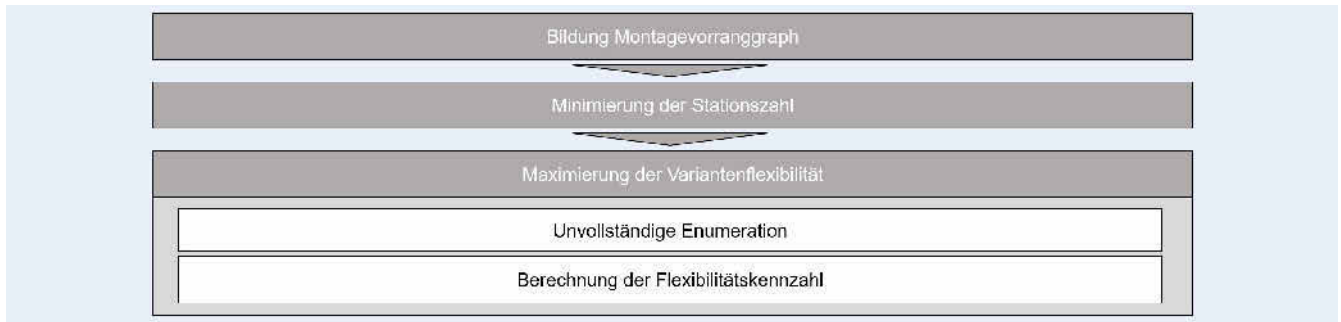 Bildung Montagevorranggraph
Minimierung der Stationszahl
Maximierung der Variantenflexibilität
Unvollständige Enumeration
Berechnung der Flexibilitätskennzahl